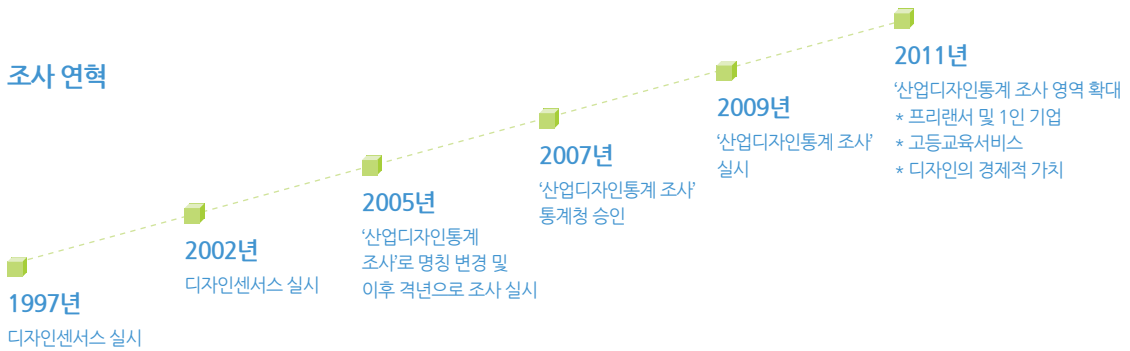 조사 연혁
1997년
디자인센서스 실시
2002년
디자인센서스 실시
2005년
‘산업디자인통계
조사’로 명칭 변경 및
이후 격년으로 조사 실시
2007년
‘산업디자인통계 조사’
통계청 승인
2009년
‘산업디자인통계 조사’
실시
2011년
‘산업디자인통계 조사 영역 확대
* 프리랜서 및 1인 기업
* 고등교육서비스
* 디자인의 경제적 가치